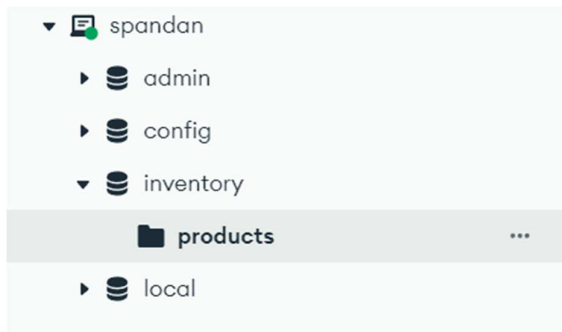 spandan
admin
config
inventory
products
local